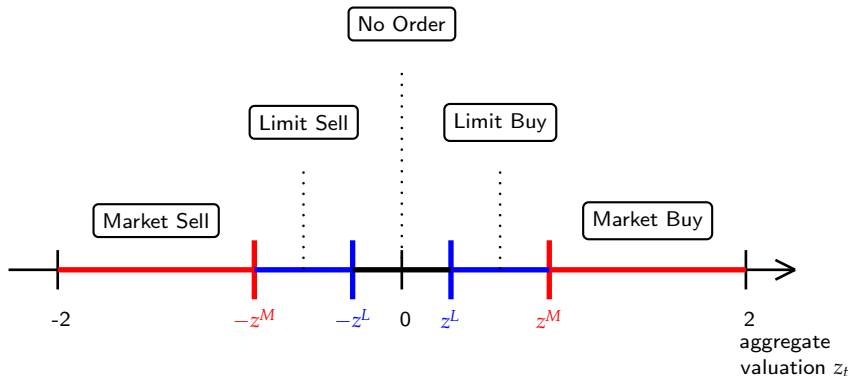 No Order
Limit Sell
Limit Buy
Market Sell
Market Buy
-2
−z^M
−z^L
0
z^L
z^M
2
aggregate
valuation z_t